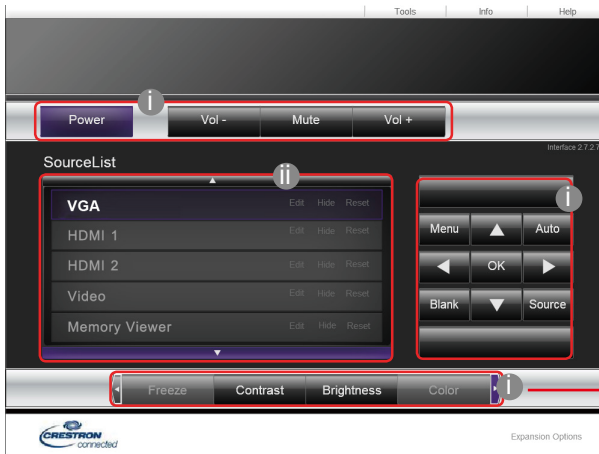 Tools Info Help
i
Power Vol - Mute Vol +
Interface 2.7.2.7
SourceList
ii
i
VGA Edit Hide Reset
HDMI 1 Edit Hide Reset
HDMI 2 Edit Hide Reset
Video Edit Hide Reset
Memory Viewer Edit Hide Reset
Menu Auto
OK
Blank Source
Freeze Contrast Brightness Color
i
CRESTRON
connected
Expansion Options